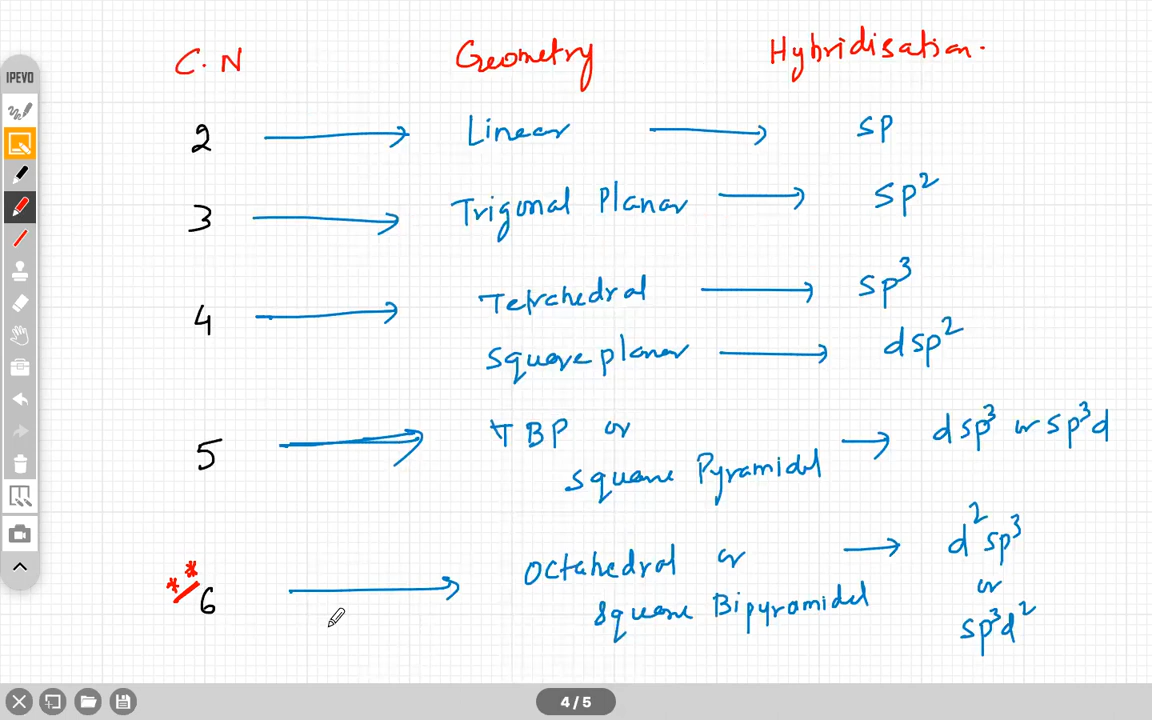 C.N Geometry Hybridisation.
IPEVO
2 → Linear → sp
3 → Trigonal Planar → sp²
4 → Tetrahedral → sp³
square planar → dsp²
5 → TBP or
square Pyramidal → dsp³ or sp³d
** 6 → Octahedral or → d²sp³
or
square Bipyramidal
sp³d²
4/5